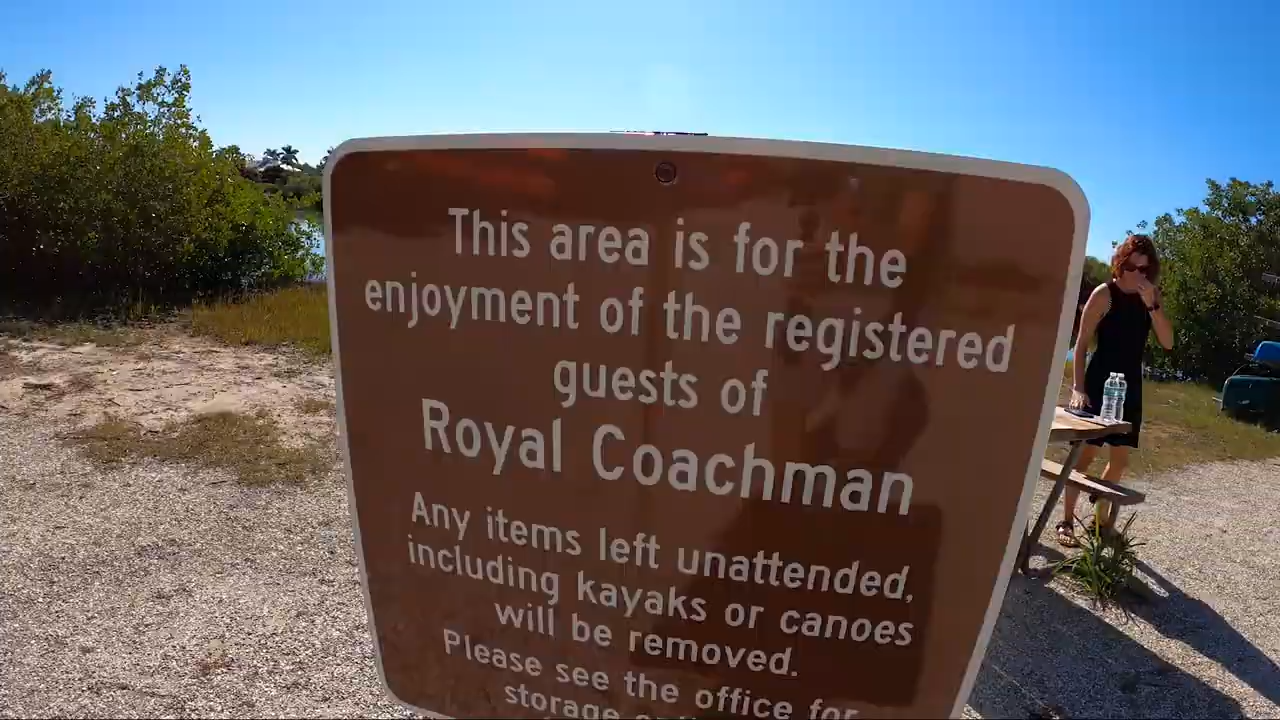 This area is for the
enjoyment of the registered
guests of
Royal Coachman
Any items left unattended,
including kayaks or canoes
will be removed.
Please see the office for
storage